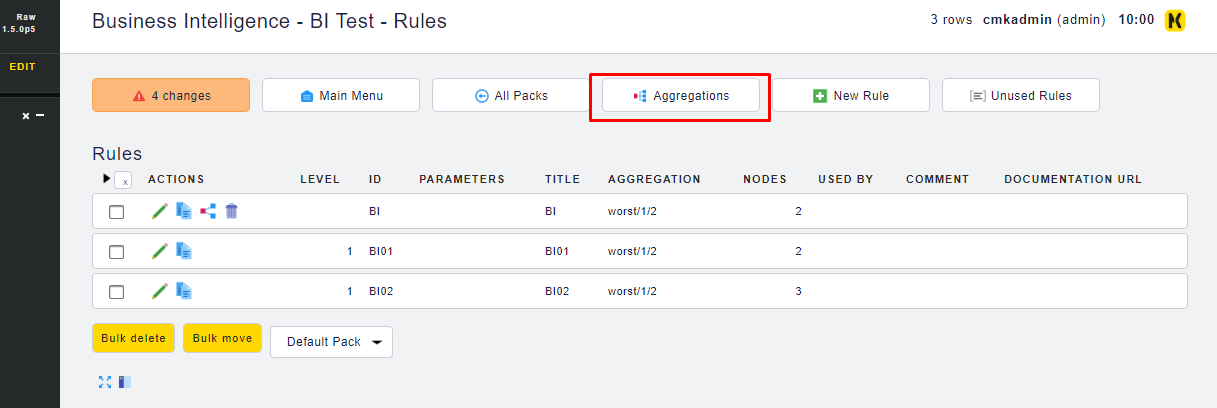 Raw
1.5.0p5
EDIT
Business Intelligence - BI Test - Rules
3 rows cmkadmin (admin) 10:00
4 changes
Main Menu
All Packs
Aggregations
New Rule
Unused Rules
Rules
x ACTIONS LEVEL ID PARAMETERS TITLE AGGREGATION NODES USED BY COMMENT DOCUMENTATION URL
BI BI worst/1/2 2
1 BI01 BI01 worst/1/2 2
1 BI02 BI02 worst/1/2 3
Bulk delete
Bulk move
Default Pack